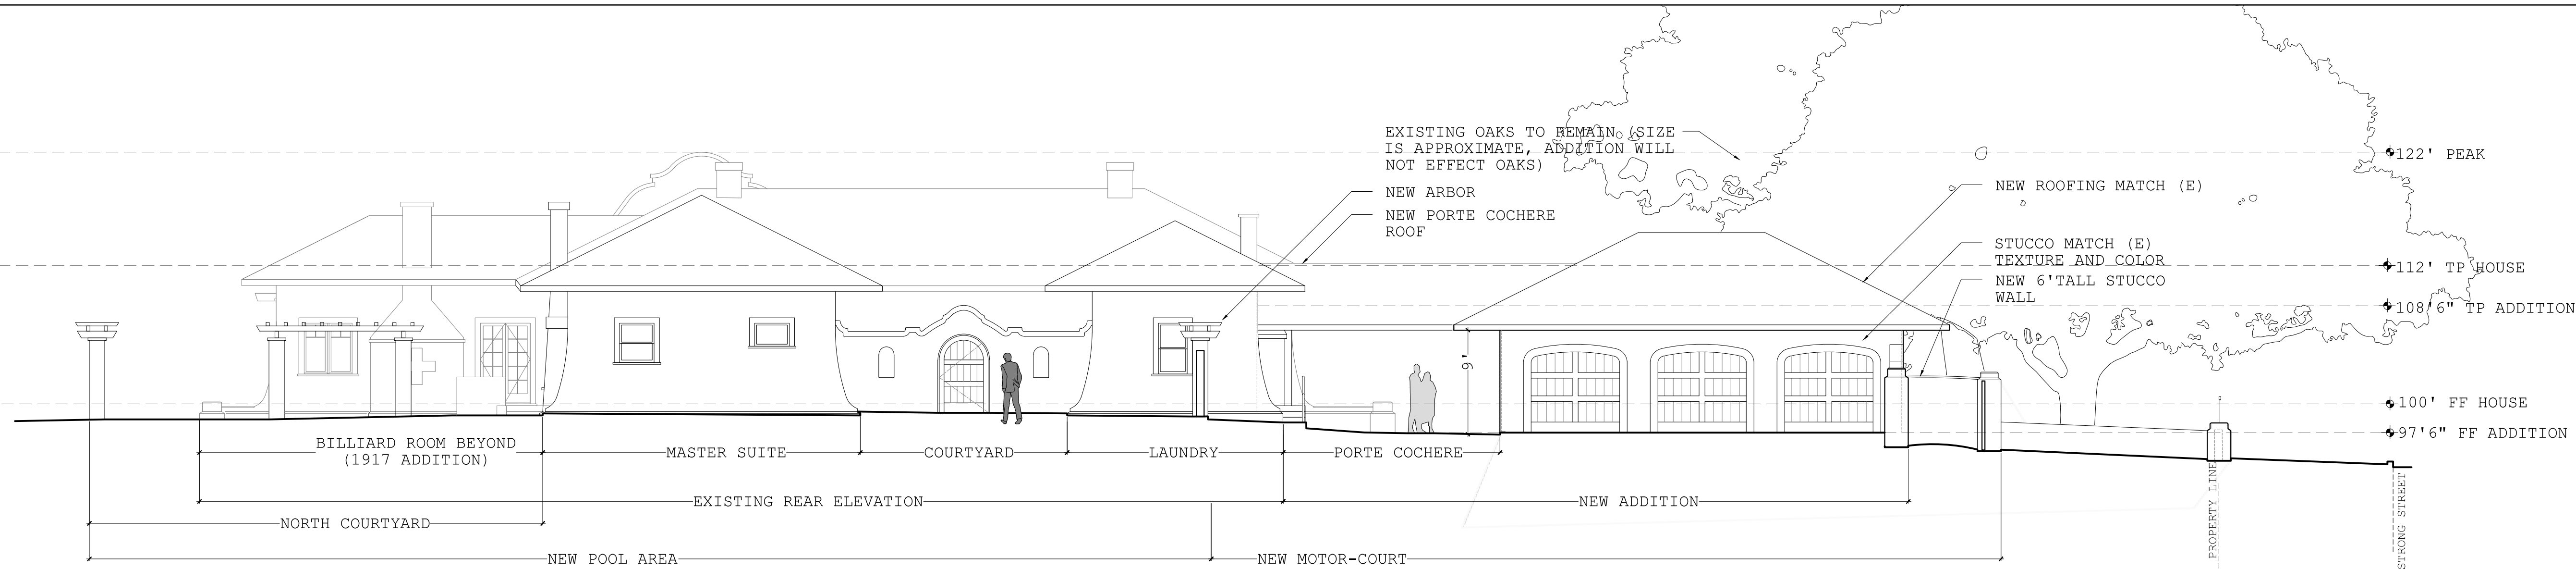 EXISTING OAKS TO REMAIN (SIZE
IS APPROXIMATE, ADDITION WILL
NOT EFFECT OAKS)
NEW ARBOR
NEW PORTE COCHERE
ROOF
NEW ROOFING MATCH (E)
STUCCO MATCH (E)
TEXTURE AND COLOR
NEW 6'TALL STUCCO
WALL
122' PEAK
112' TP HOUSE
108'6" TP ADDITION
100' FF HOUSE
97'6" FF ADDITION
9'
BILLIARD ROOM BEYOND
(1917 ADDITION)
MASTER SUITE
COURTYARD
LAUNDRY
PORTE COCHERE
EXISTING REAR ELEVATION
NEW ADDITION
NORTH COURTYARD
NEW POOL AREA
NEW MOTOR-COURT
PROPERTY LINE
STRONG STREET